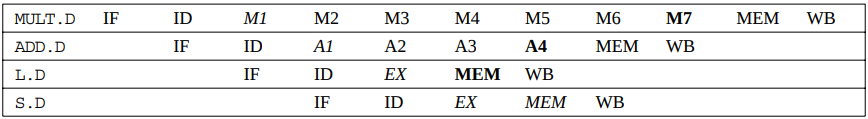 MULT.D IF ID M1 M2 M3 M4 M5 M6 M7 MEM WB
ADD.D IF ID A1 A2 A3 A4 MEM WB
L.D IF ID EX MEM WB
S.D IF ID EX MEM WB